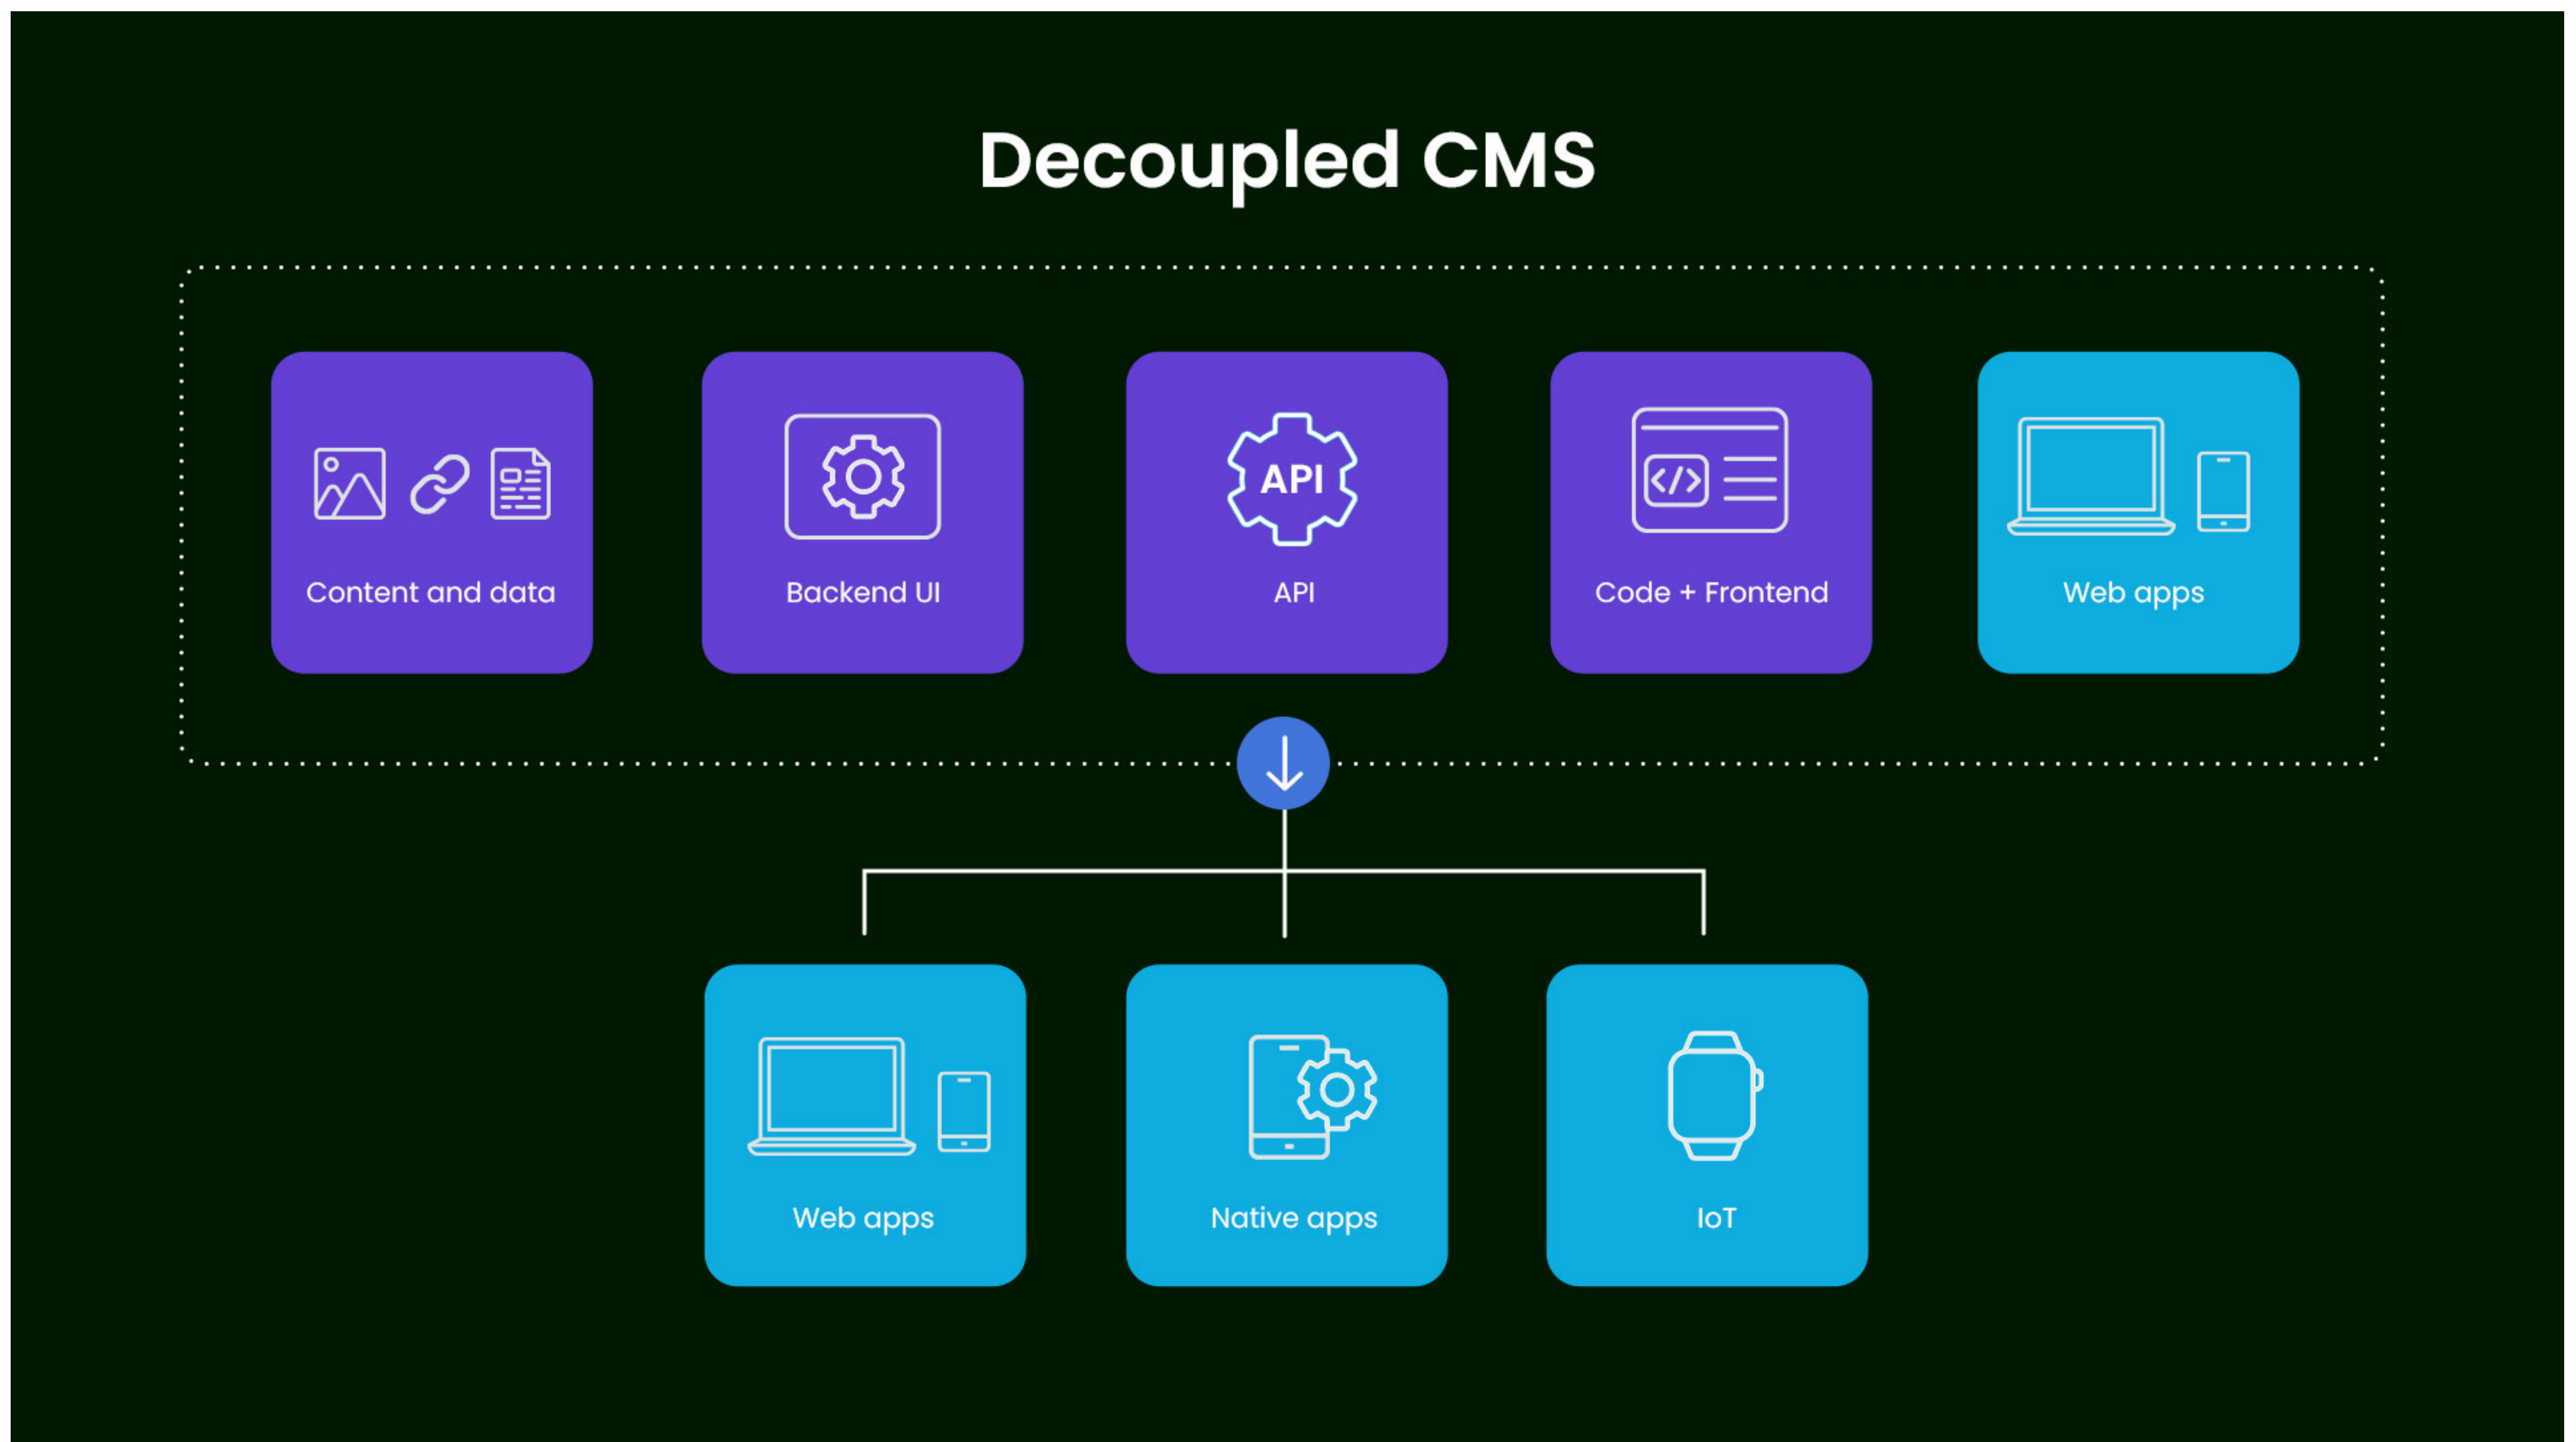 Decoupled CMS
API
Content and data
Backend UI
API
Code + Frontend
Web apps
Web apps
Native apps
IoT